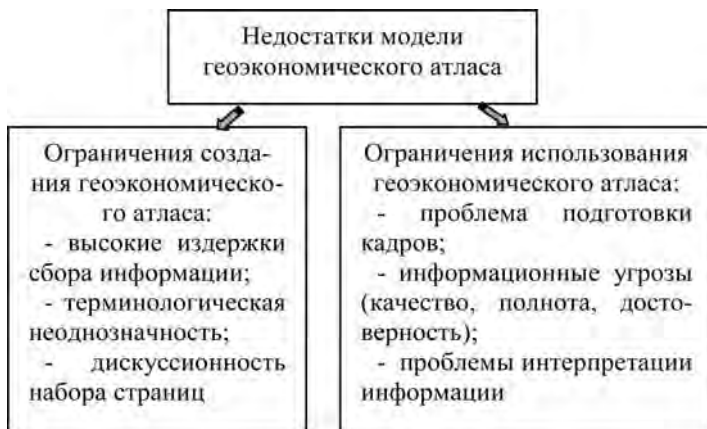 Недостатки модели
геоэкономического атласа
Ограничения созда-
ния геоэкономическо-
го атласа:
- высокие издержки
сбора информации;
- терминологическая
неоднозначность;
- дискуссионность
набора страниц
Ограничения использования
геоэкономического атласа:
- проблема подготовки
кадров;
- информационные угрозы
(качество, полнота, досто-
верность);
- проблемы интерпретации
информации